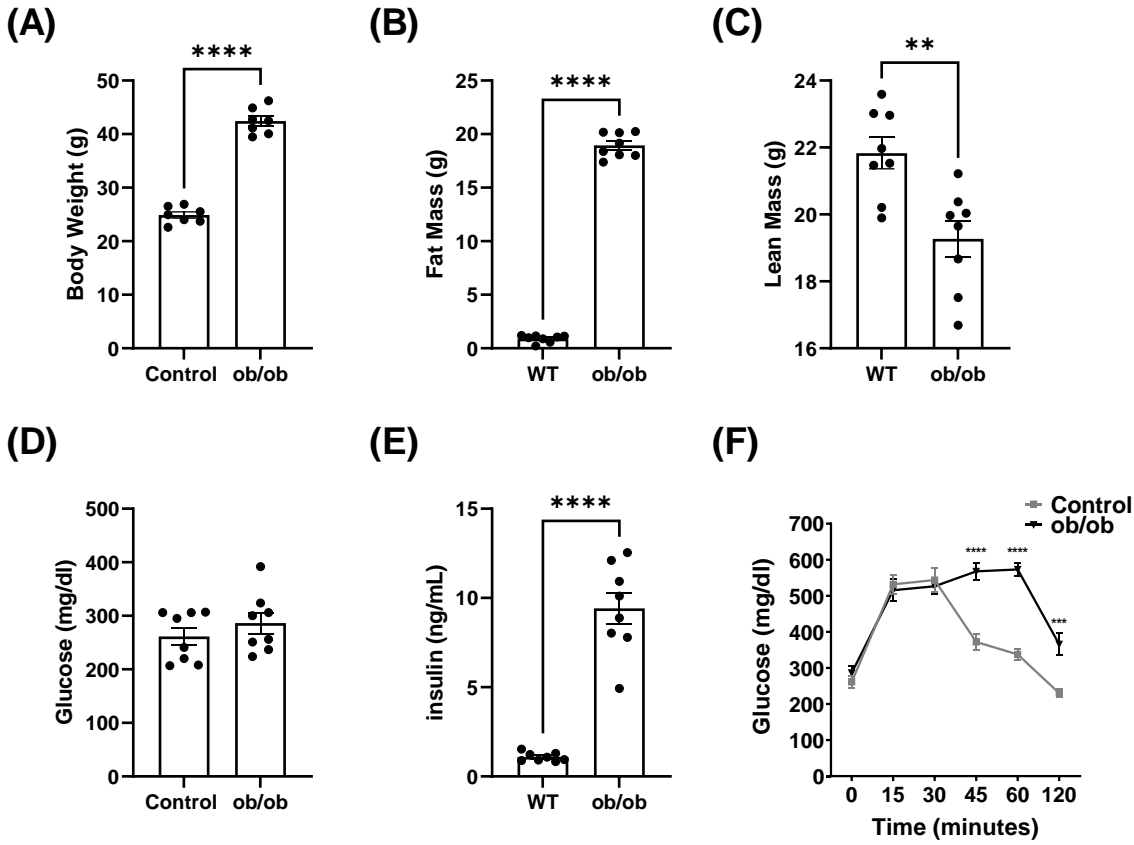 (A)
****
Body Weight (g)
50
40
30
20
10
0
Control ob/ob
(B)
****
Fat Mass (g)
25
20
15
10
5
0
WT ob/ob
(C)
**
Lean Mass (g)
24
22
20
18
16
WT ob/ob
(D)
Glucose (mg/dl)
500
400
300
200
100
0
Control ob/ob
(E)
****
insulin (ng/mL)
15
10
5
0
WT ob/ob
(F)
Control
ob/ob
Glucose (mg/dl)
700
600
500
400
300
200
100
0
**** **** ***
0 15 30 45 60 120
Time (minutes)